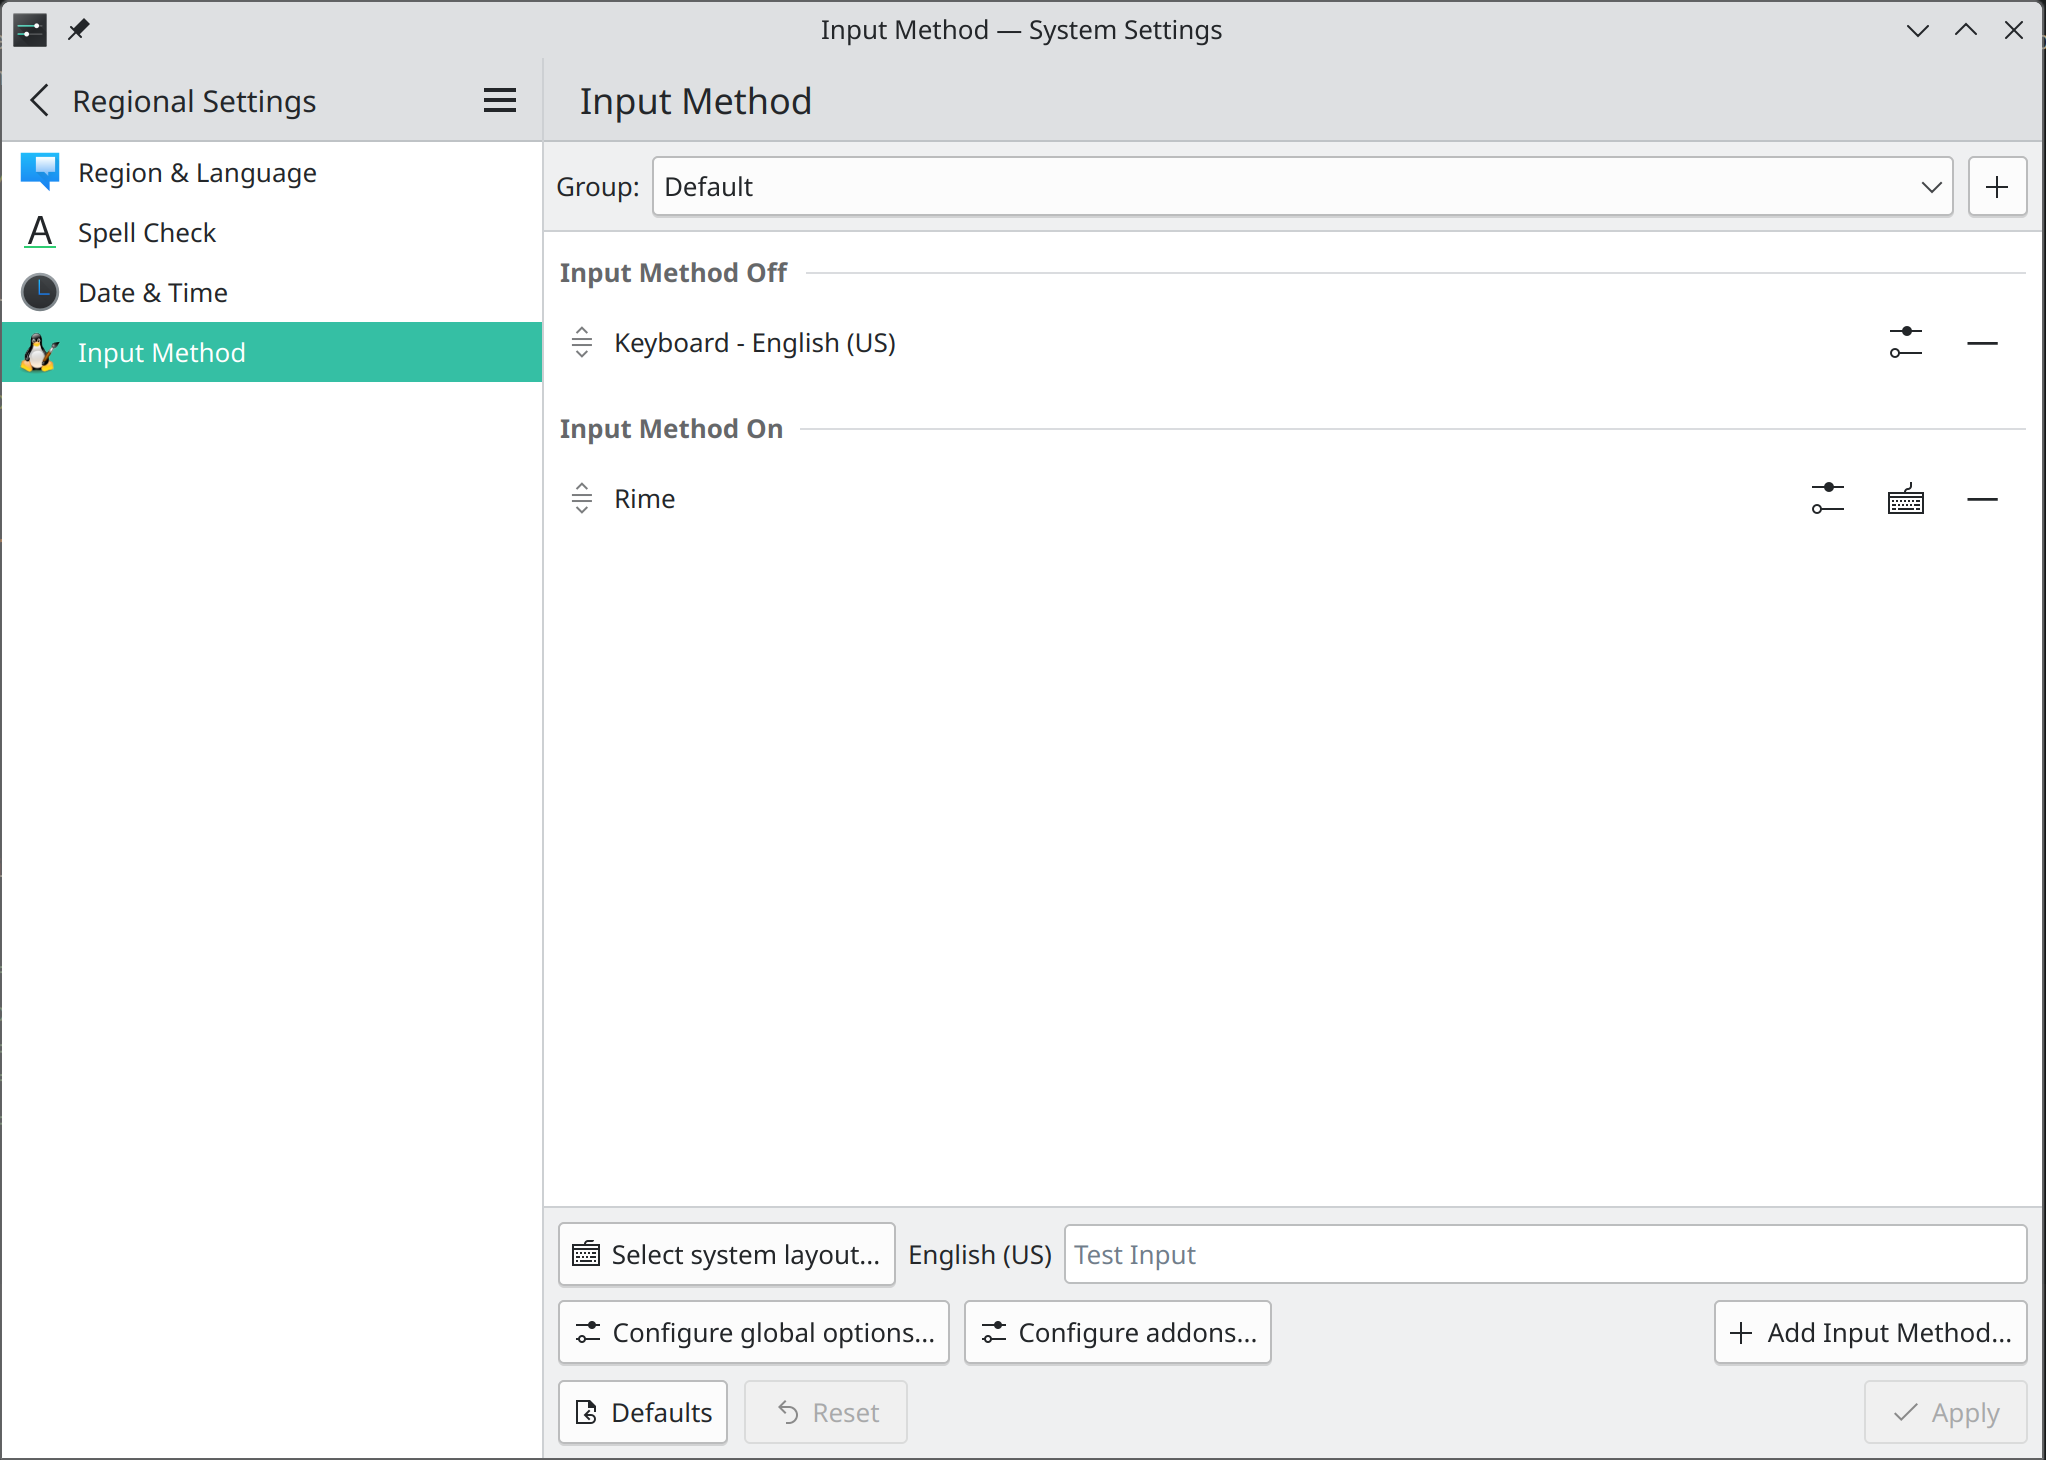 Input Method — System Settings
Regional Settings
Input Method
Region & Language
Spell Check
Date & Time
Input Method
Group:
Default
Input Method Off
Keyboard - English (US)
Input Method On
Rime
Select system layout...
English (US)
Test Input
Configure global options...
Configure addons...
Add Input Method...
Defaults
Reset
Apply